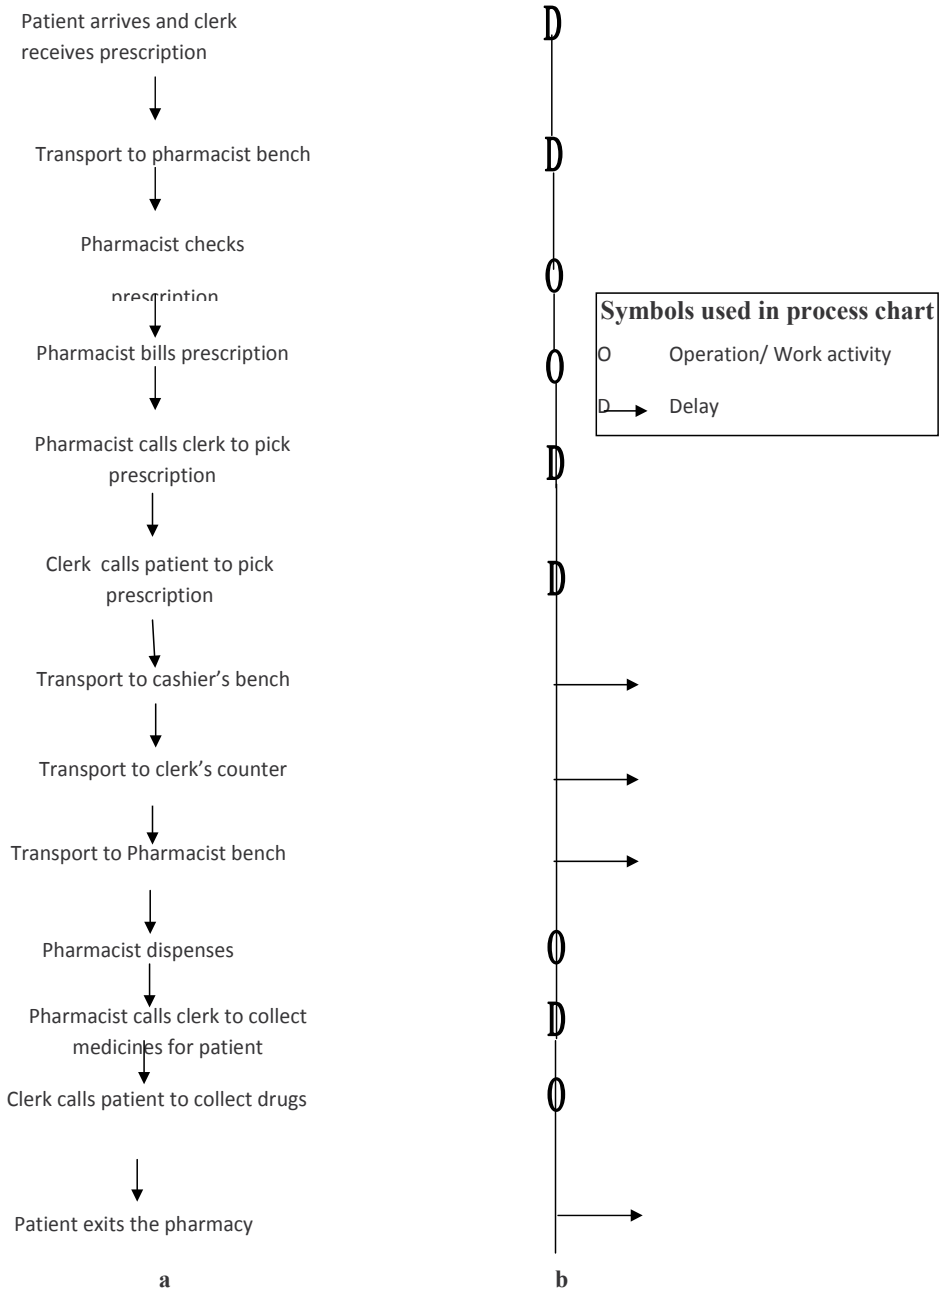 Patient arrives and clerk
receives prescription
D
Transport to pharmacist bench
D
Pharmacist checks
prescription
O
Symbols used in process chart
O Operation/ Work activity
D Delay
Pharmacist bills prescription
O
Pharmacist calls clerk to pick
prescription
D
Clerk calls patient to pick
prescription
D
Transport to cashier’s bench
Transport to clerk’s counter
Transport to Pharmacist bench
Pharmacist dispenses
O
Pharmacist calls clerk to collect
medicines for patient
D
Clerk calls patient to collect drugs
O
Patient exits the pharmacy
a
b